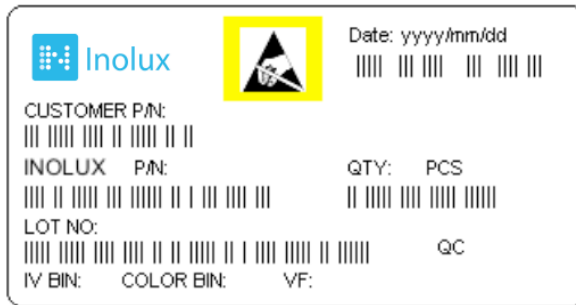 Inolux
Date: yyyy/mm/dd
CUSTOMER P/N:
INOLUX P/N: QTY: PCS
LOT NO:
QC
IV BIN: COLOR BIN: VF: